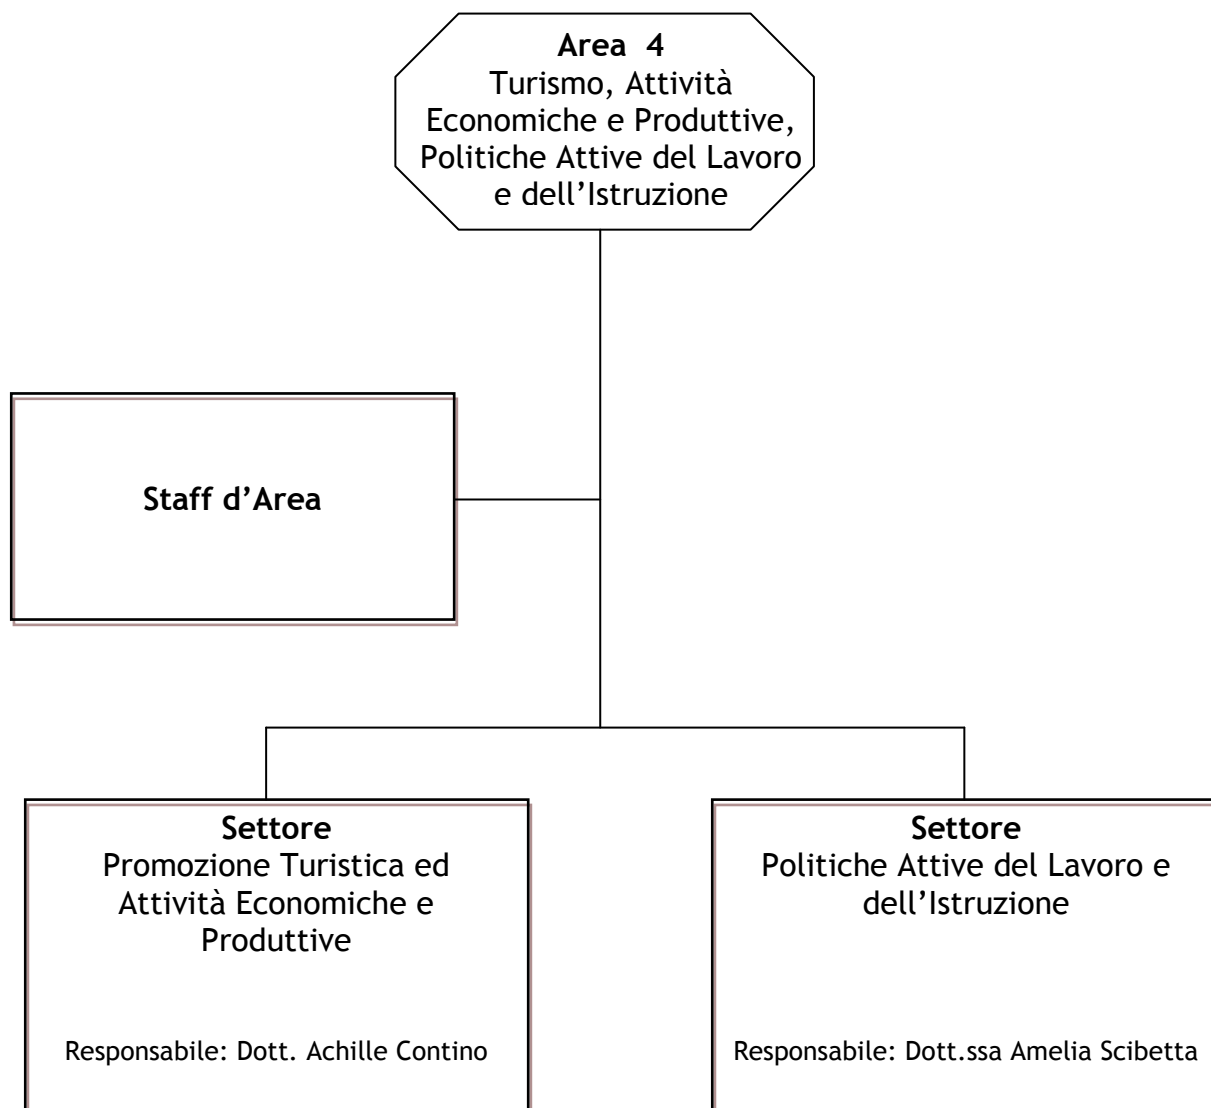 Area 4
Turismo, Attività
Economiche e Produttive,
Politiche Attive del Lavoro
e dell’Istruzione
Staff d’Area
Settore
Promozione Turistica ed
Attività Economiche e
Produttive
Responsabile: Dott. Achille Contino
Settore
Politiche Attive del Lavoro e
dell’Istruzione
Responsabile: Dott.ssa Amelia Scibetta